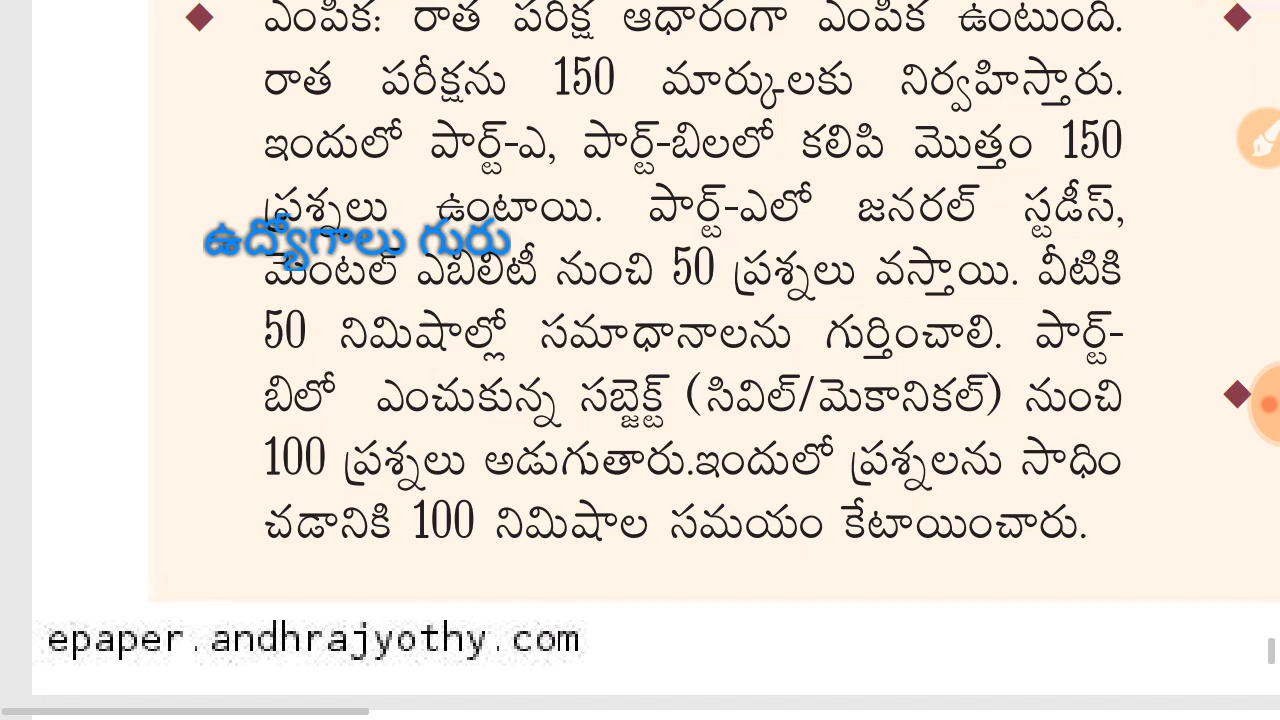 ఎంపిక: రాత పరీక్ష ఆధారంగా ఎంపిక ఉంటుంది.
రాత పరీక్షను 150 మార్కులకు నిర్వహిస్తారు.
ఇందులో పార్ట్-ఎ, పార్ట్-బిలలో కలిపి మొత్తం 150
ప్రశ్నలు ఉంటాయి. పార్ట్-ఎలో జనరల్ స్టడీస్,
ఉద్యోగాలు గురు
మెంటల్ ఎబిలిటీ నుంచి 50 ప్రశ్నలు వస్తాయి. వీటికి
50 నిమిషాల్లో సమాధానాలను గుర్తించాలి. పార్ట్-
బిలో ఎంచుకున్న సబ్జెక్ట్ (సివిల్/మెకానికల్) నుంచి
100 ప్రశ్నలు అడుగుతారు.ఇందులో ప్రశ్నలను సాధిం
చడానికి 100 నిమిషాల సమయం కేటాయించారు.
epaper.andhrajyothy.com